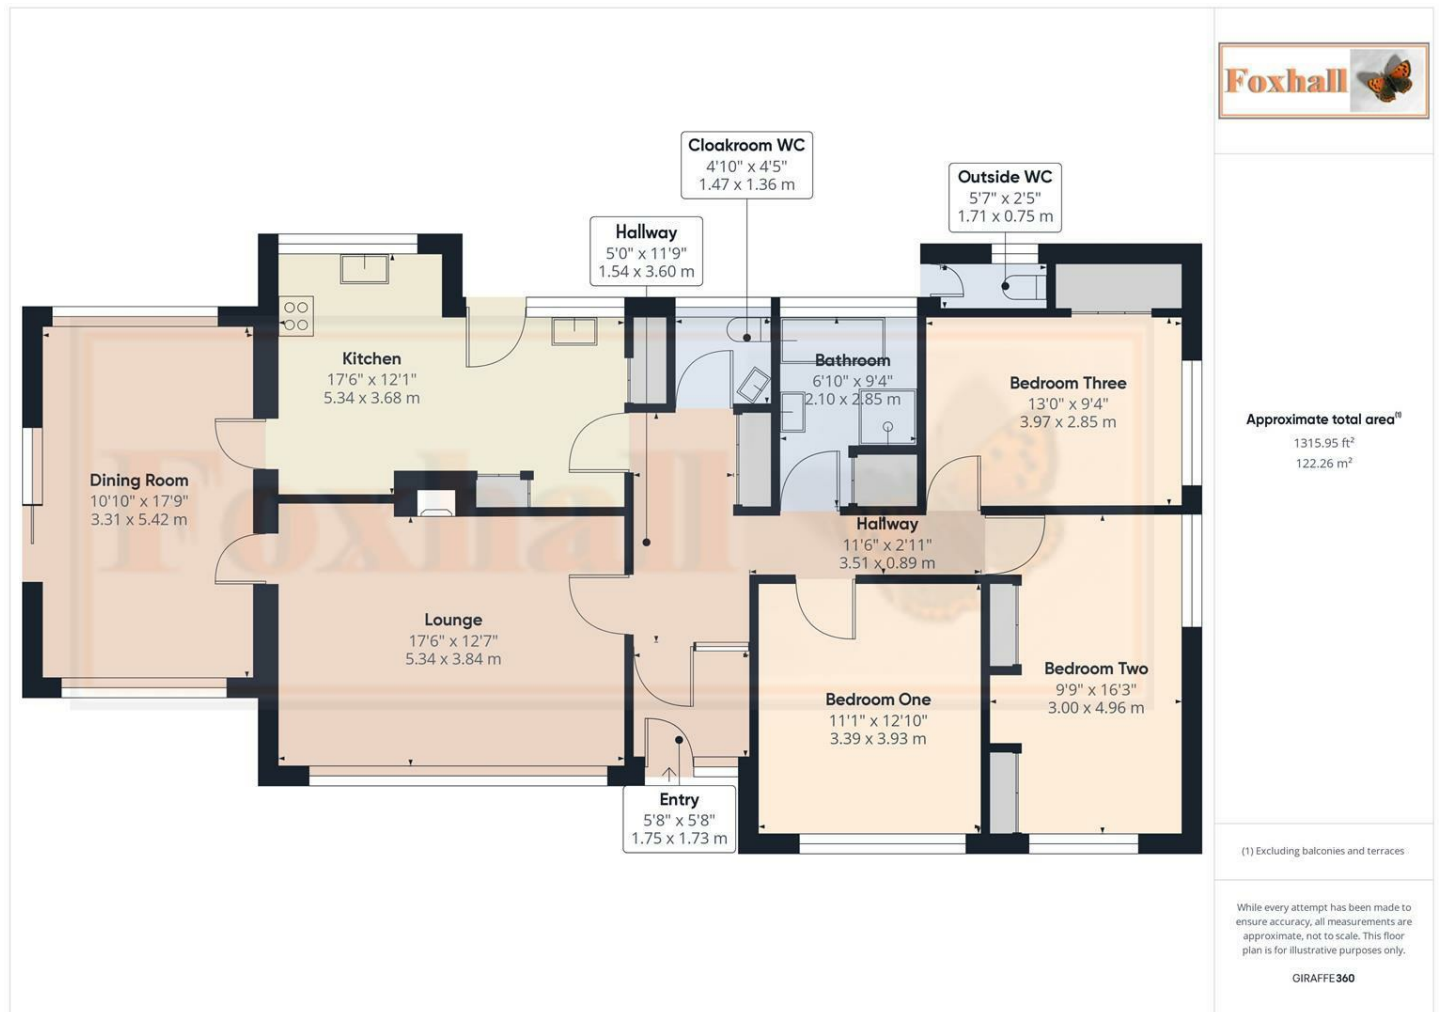 Foxhall
Cloakroom WC
4'10" x 4'5"
1.47 x 1.36 m
Outside WC
5'7" x 2'5"
1.71 x 0.75 m
Hallway
5'0" x 11'9"
1.54 x 3.60 m
Kitchen
17'6" x 12'1"
5.34 x 3.68 m
Bathroom
6'10" x 9'4"
2.10 x 2.85 m
Bedroom Three
13'0" x 9'4"
3.97 x 2.85 m
Dining Room
10'10" x 17'9"
3.31 x 5.42 m
Foxhall
Hallway
11'6" x 2'11"
3.51 x 0.89 m
Lounge
17'6" x 12'7"
5.34 x 3.84 m
Bedroom One
11'1" x 12'10"
3.39 x 3.93 m
Bedroom Two
9'9" x 16'3"
3.00 x 4.96 m
Entry
5'8" x 5'8"
1.75 x 1.73 m
Approximate total area⁽¹⁾
1315.95 ft²
122.26 m²
(1) Excluding balconies and terraces
While every attempt has been made to
ensure accuracy, all measurements are
approximate, not to scale. This floor
plan is for illustrative purposes only.
GIRAFFE360